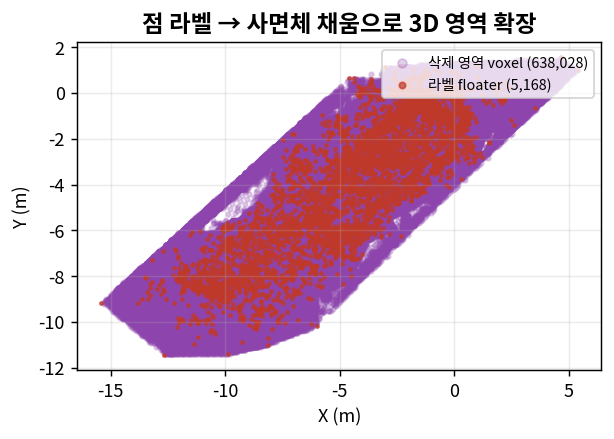 점 라벨 → 사면체 채움으로 3D 영역 확장
삭제 영역 voxel (638,028)
라벨 floater (5,168)
2
0
-2
-4
-6
-8
-10
-12
Y (m)
-15
-10
-5
0
5
X (m)